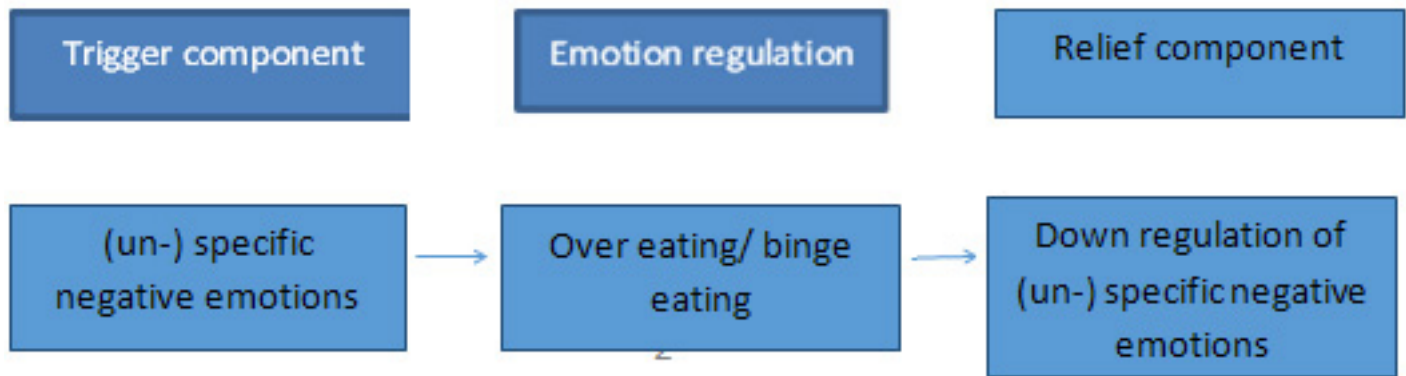 Trigger component
Emotion regulation
Relief component
(un-) specific
negative emotions
Over eating/ binge
eating
Down regulation of
(un-) specific negative
emotions